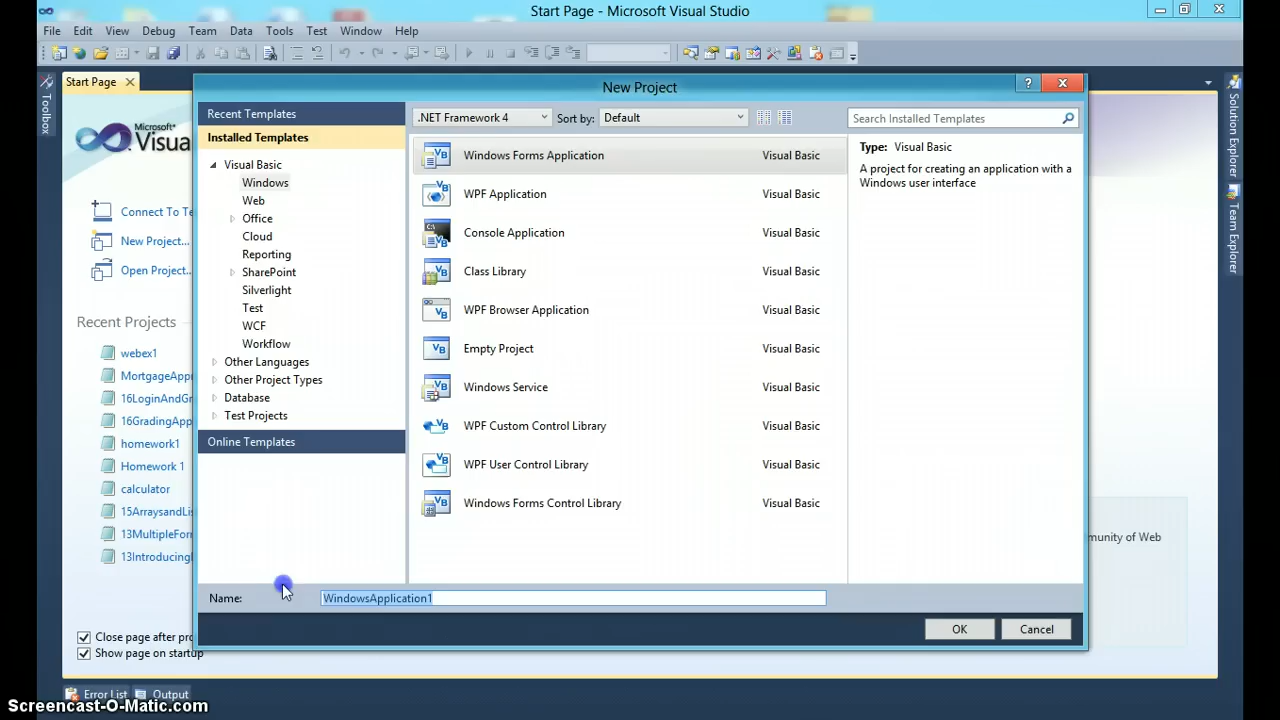 Start Page - Microsoft Visual Studio
File Edit View Debug Team Data Tools Test Window Help
Toolbox
Start Page
Microsoft
Visua
Connect To Te
New Project...
Open Project...
Recent Projects
webex1
MortgageAppr
16LoginAndGr
16GradingApp
homework1
Homework 1
calculator
15ArraysandLis
13MultipleForm
13Introducing
Close page after pro
Show page on startup
New Project
Recent Templates
Installed Templates
Visual Basic
Windows
Web
Office
Cloud
Reporting
SharePoint
Silverlight
Test
WCF
Workflow
Other Languages
Other Project Types
Database
Test Projects
Online Templates
.NET Framework 4 Sort by: Default
Windows Forms Application Visual Basic
WPF Application Visual Basic
Console Application Visual Basic
Class Library Visual Basic
WPF Browser Application Visual Basic
Empty Project Visual Basic
Windows Service Visual Basic
WPF Custom Control Library Visual Basic
WPF User Control Library Visual Basic
Windows Forms Control Library Visual Basic
Search Installed Templates
Type: Visual Basic
A project for creating an application with a
Windows user interface
Name: WindowsApplication1
OK Cancel
munity of Web
Solution Explorer
Team Explorer
Error List Output
Screencast-O-Matic.com